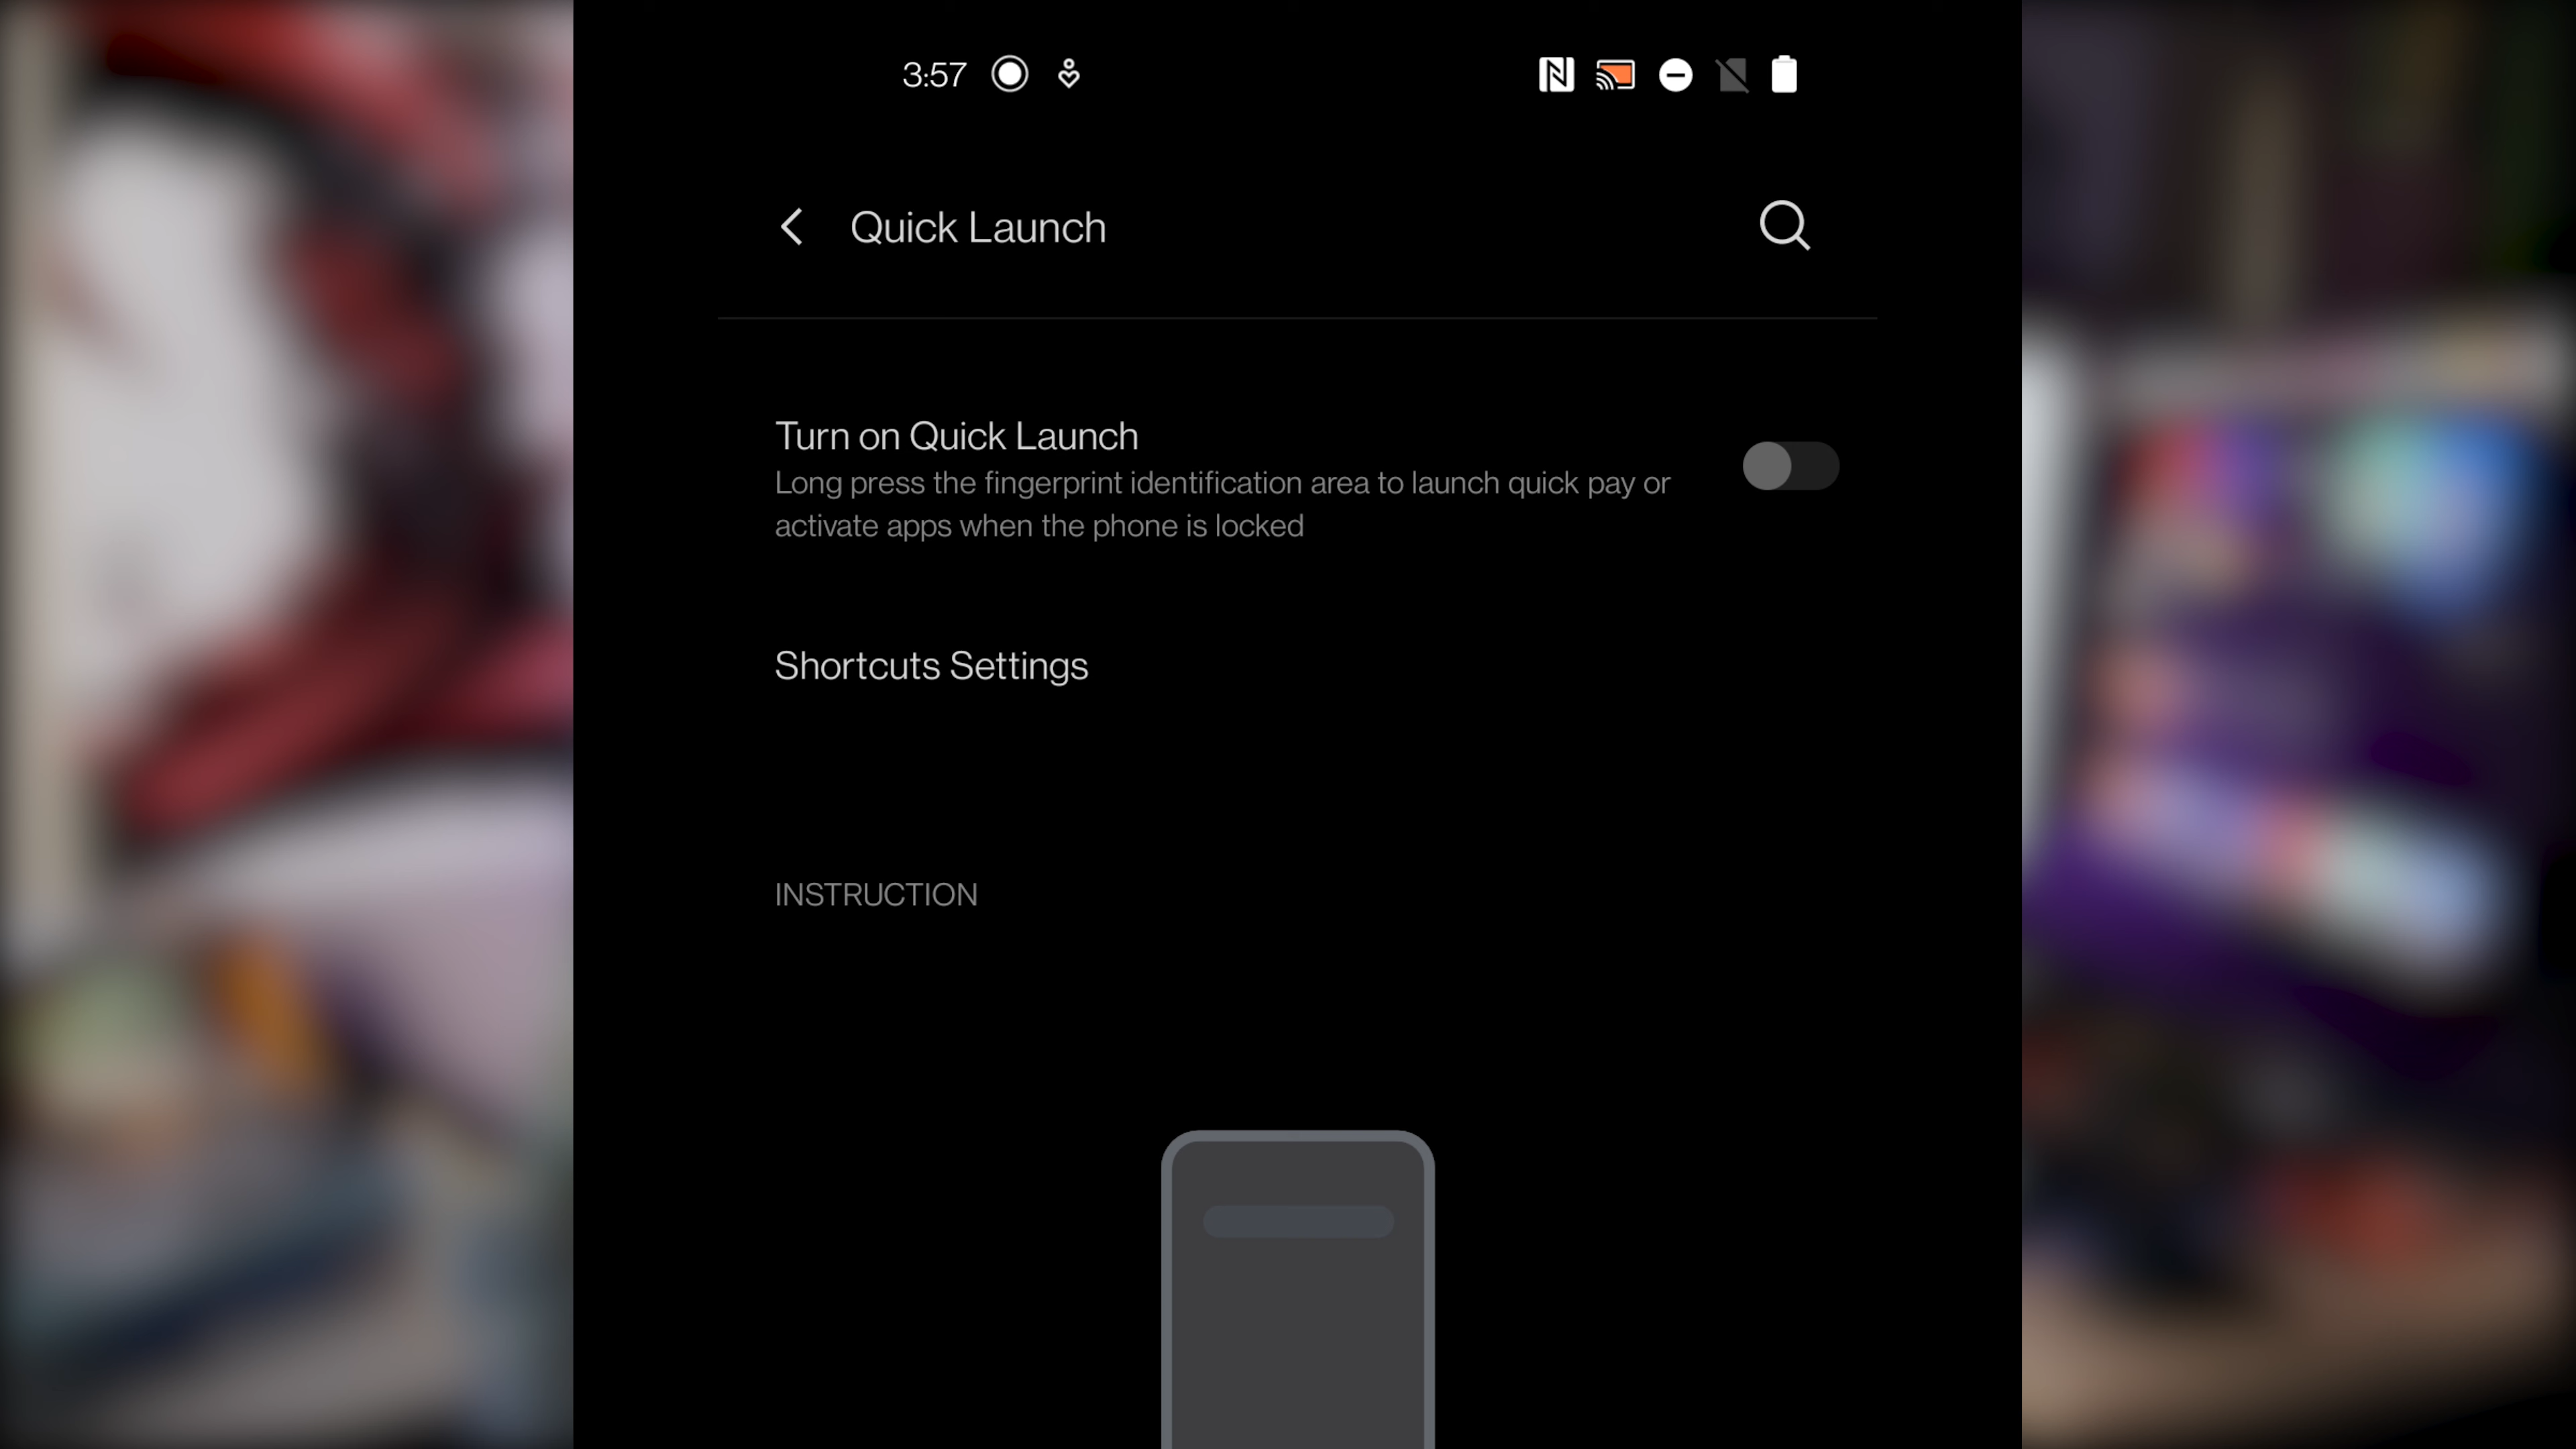 3:57
Quick Launch
Turn on Quick Launch
Long press the fingerprint identification area to launch quick pay or
activate apps when the phone is locked
Shortcuts Settings
INSTRUCTION